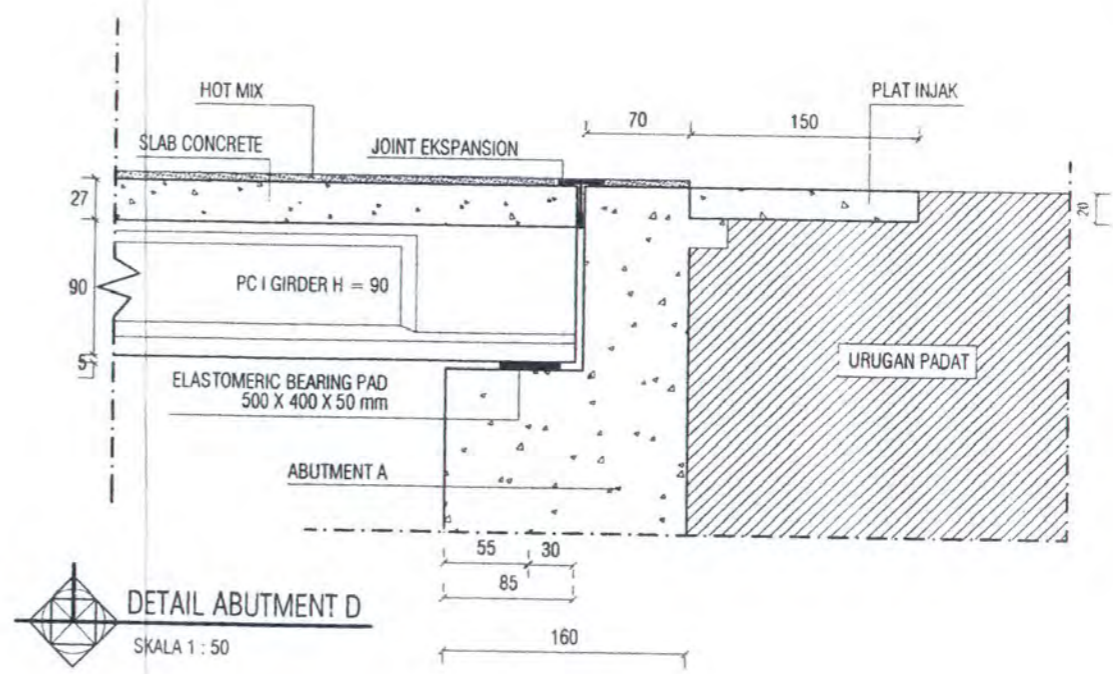 HOT MIX
PLAT INJAK
70
150
SLAB CONCRETE
JOINT EKSPANSION
27
20
90
PC I GIRDER H = 90
5
ELASTOMERIC BEARING PAD
500 X 400 X 50 mm
URUGAN PADAT
ABUTMENT A
55
30
85
DETAIL ABUTMENT D
160
SKALA 1 : 50